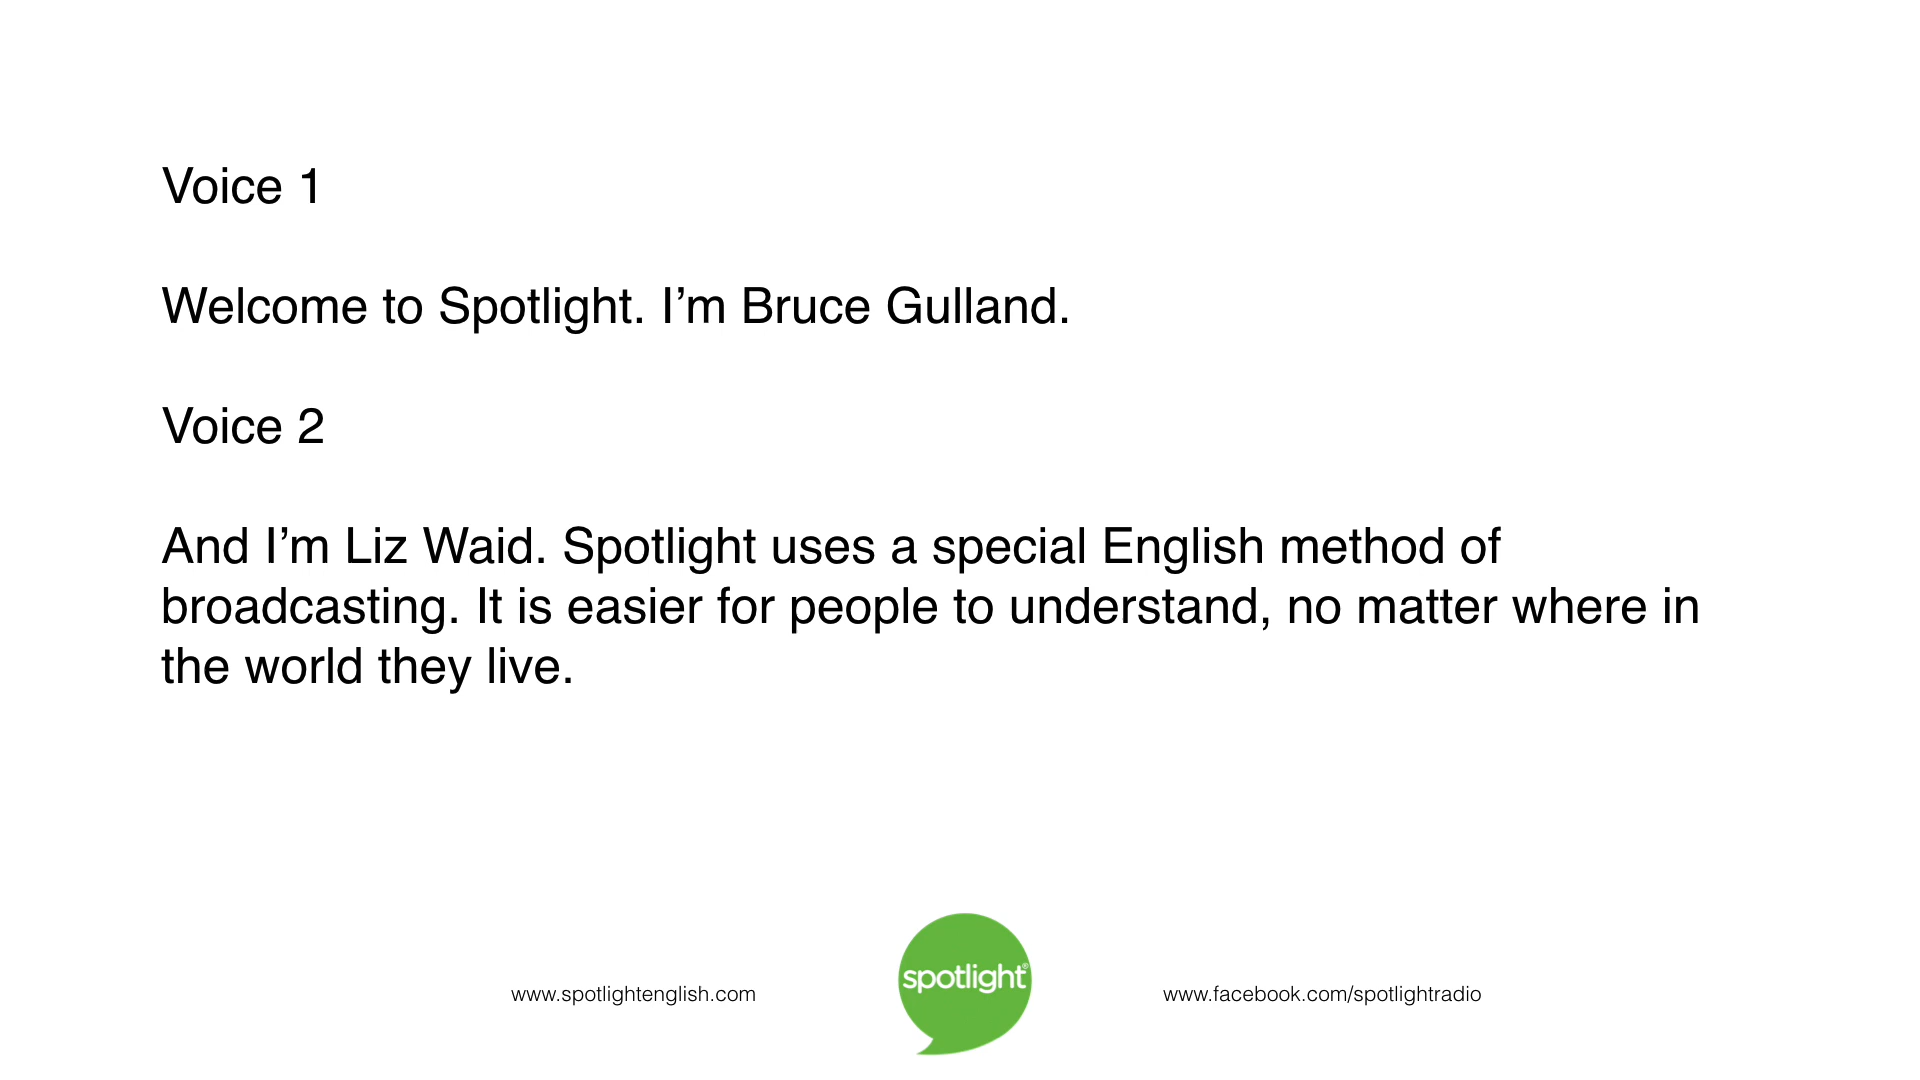 Voice 1
Welcome to Spotlight. I’m Bruce Gulland.
Voice 2
And I’m Liz Waid. Spotlight uses a special English method of
broadcasting. It is easier for people to understand, no matter where in
the world they live.
www.spotlightenglish.com
spotlight®
www.facebook.com/spotlightradio